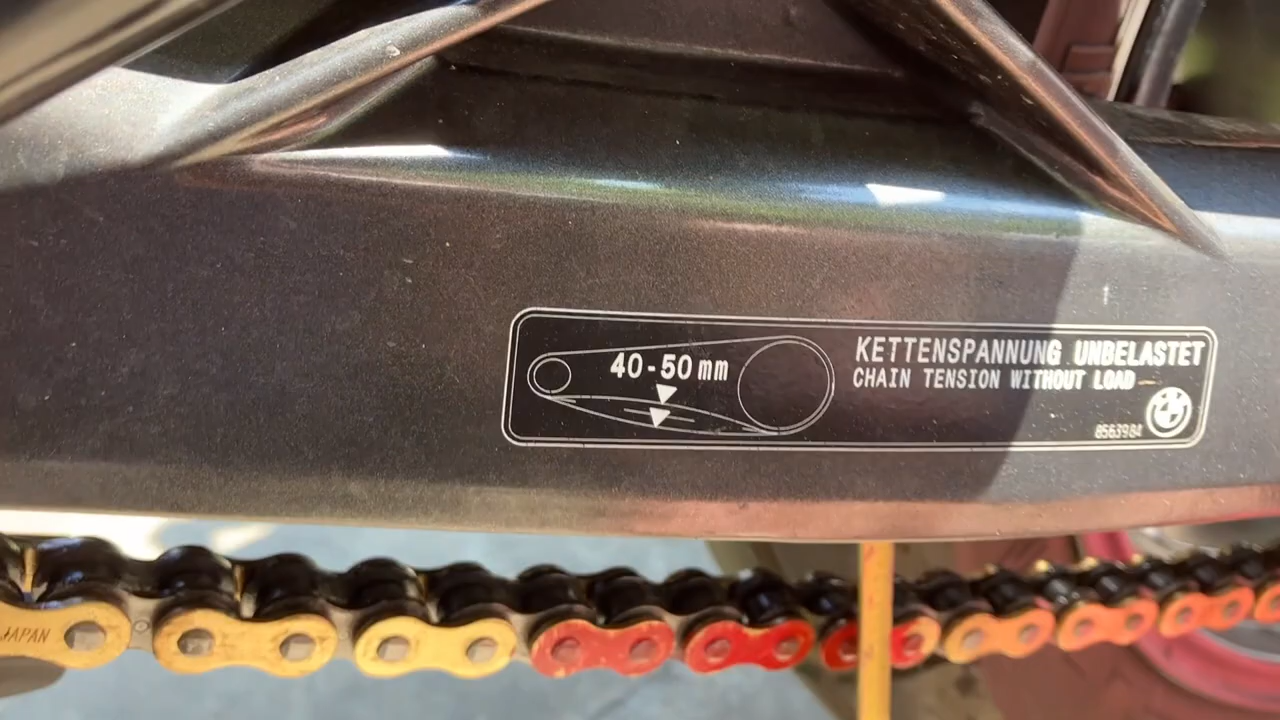 40-50 mm
KETTENSPANNUNG UNBELASTET
CHAIN TENSION WITHOUT LOAD
8563984
JAPAN